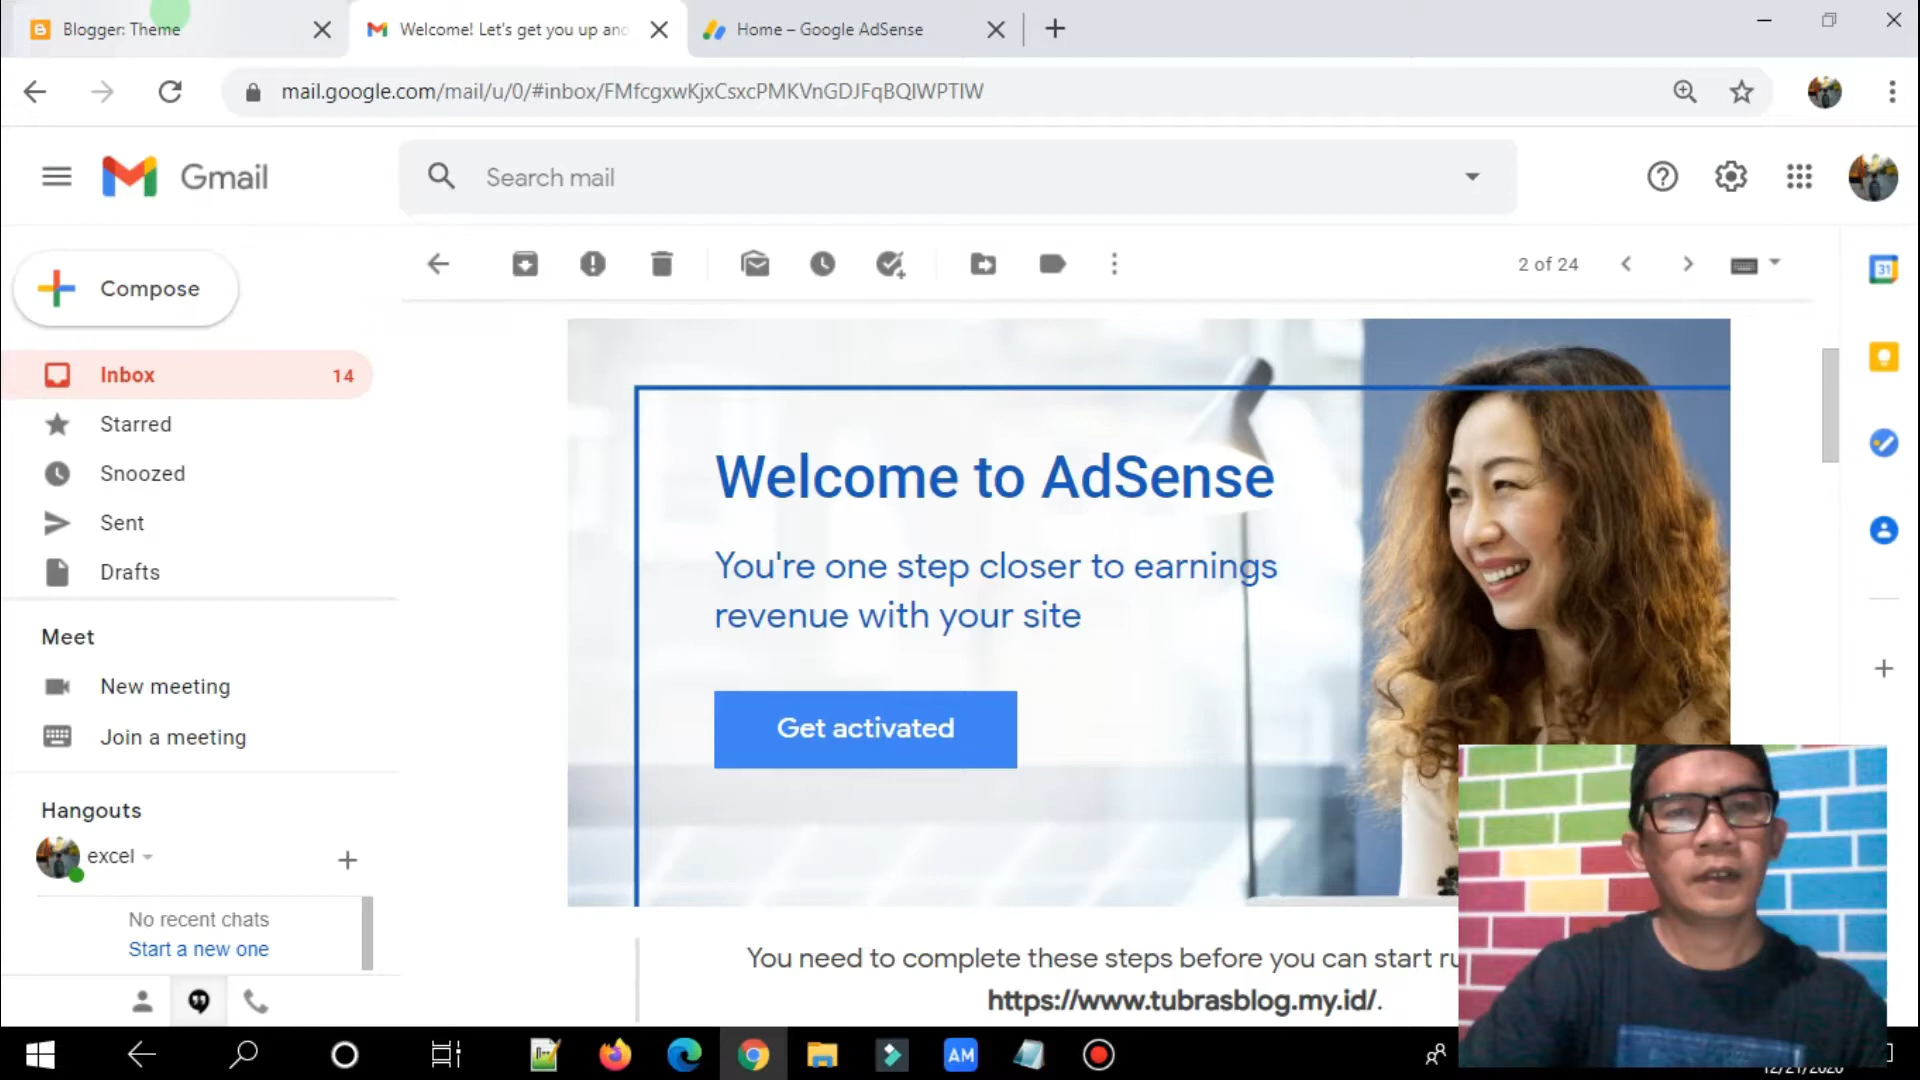 Blogger: Theme
Welcome! Let's get you up and
Home – Google AdSense
mail.google.com/mail/u/0/#inbox/FMfcgxwKjxCsxcPMKVnGDJFqBQlWPTlW
Gmail
Search mail
Compose
2 of 24
31
Inbox 14
Starred
Snoozed
Sent
Drafts
Meet
New meeting
Join a meeting
Hangouts
excel
No recent chats
Start a new one
Welcome to AdSense
You're one step closer to earnings
revenue with your site
Get activated
You need to complete these steps before you can start ru
https://www.tubrasblog.my.id/.
AM